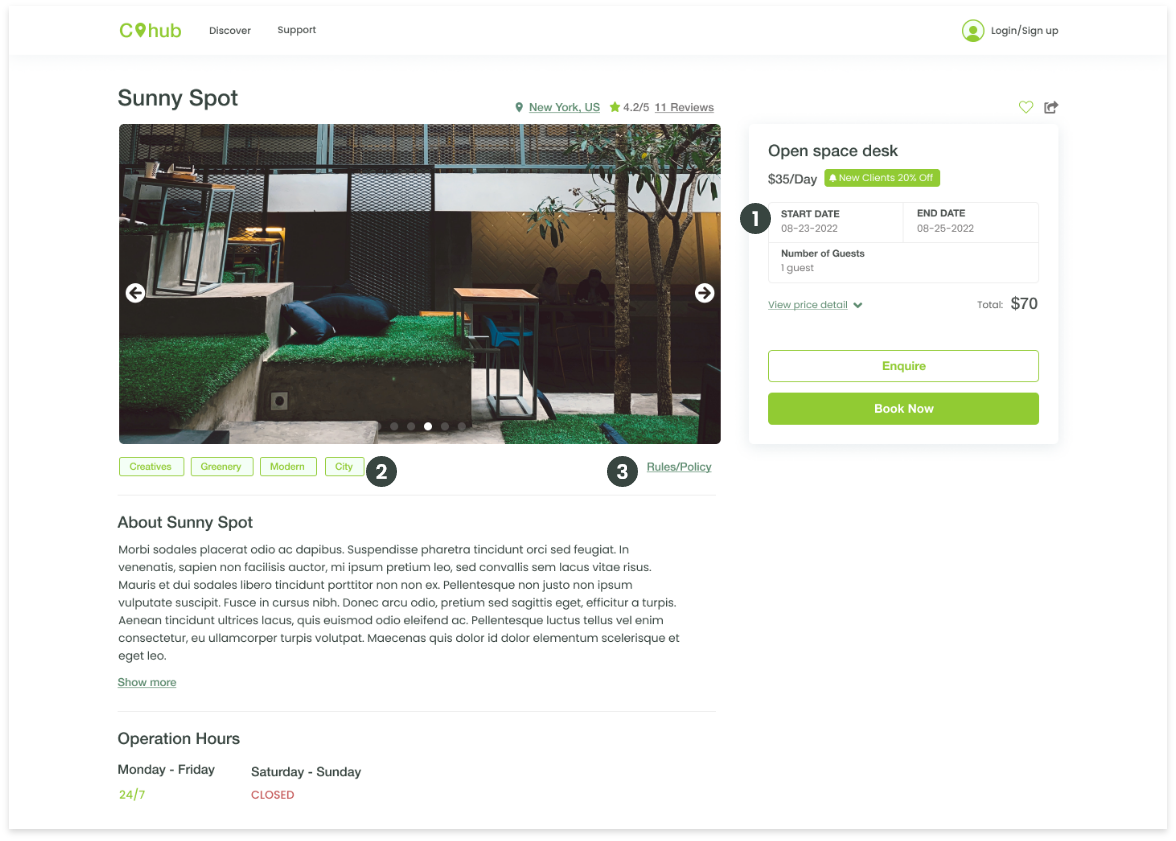 C hub
Discover
Support
Login/Sign up
Sunny Spot
New York, US
4.2/5
11 Reviews
Open space desk
$35/Day
New Clients 20% Off
1
START DATE
08-23-2022
END DATE
08-25-2022
Number of Guests
1 guest
View price detail
Total: $70
Enquire
Book Now
Creatives
Greenery
Modern
City
2
3
Rules/Policy
About Sunny Spot
Morbi sodales placerat odio ac dapibus. Suspendisse pharetra tincidunt orci sed feugiat. In
venenatis, sapien non facilisis auctor, mi ipsum pretium leo, sed convallis sem lacus vitae risus.
Mauris et dui sodales libero tincidunt porttitor non non ex. Pellentesque non justo non ipsum
vulputate suscipit. Fusce in cursus nibh. Donec arcu odio, pretium sed sagittis eget, efficitur a turpis.
Aenean tincidunt ultrices lacus, quis euismod odio eleifend ac. Pellentesque luctus tellus vel enim
consectetur, eu ullamcorper turpis volutpat. Maecenas quis dolor id dolor elementum scelerisque et
eget leo.
Show more
Operation Hours
Monday - Friday
24/7
Saturday - Sunday
CLOSED